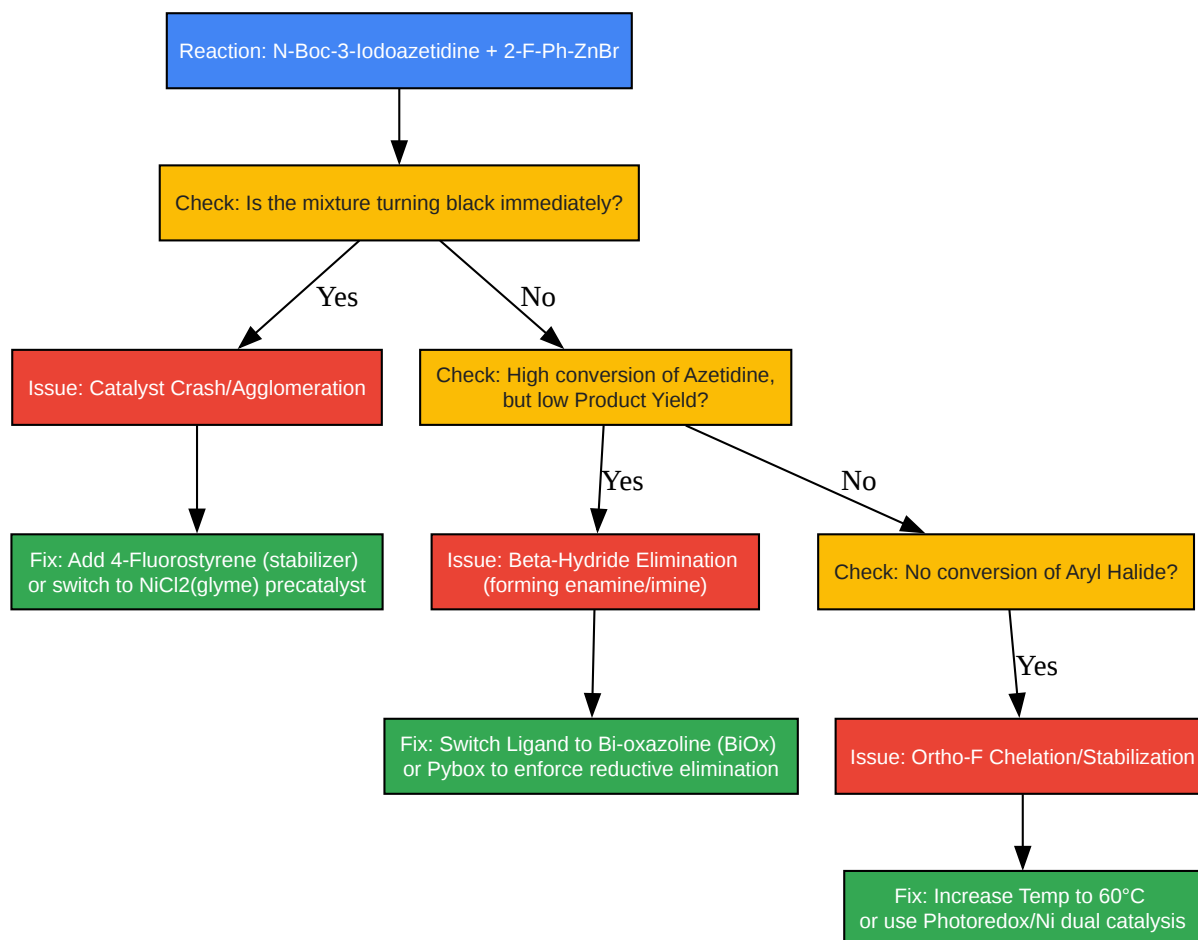 Reaction: N-Boc-3-Iodoazetidine + 2-F-Ph-ZnBr
Check: Is the mixture turning black immediately?
Yes
No
Issue: Catalyst Crash/Agglomeration
Check: High conversion of Azetidine,
but low Product Yield?
Yes
No
Fix: Add 4-Fluorostyrene (stabilizer)
or switch to NiCl2(glyme) precatalyst
Issue: Beta-Hydride Elimination
(forming enamine/imine)
Check: No conversion of Aryl Halide?
Yes
Fix: Switch Ligand to Bi-oxazoline (BiOx)
or Pybox to enforce reductive elimination
Issue: Ortho-F Chelation/Stabilization
Fix: Increase Temp to 60°C
or use Photoredox/Ni dual catalysis